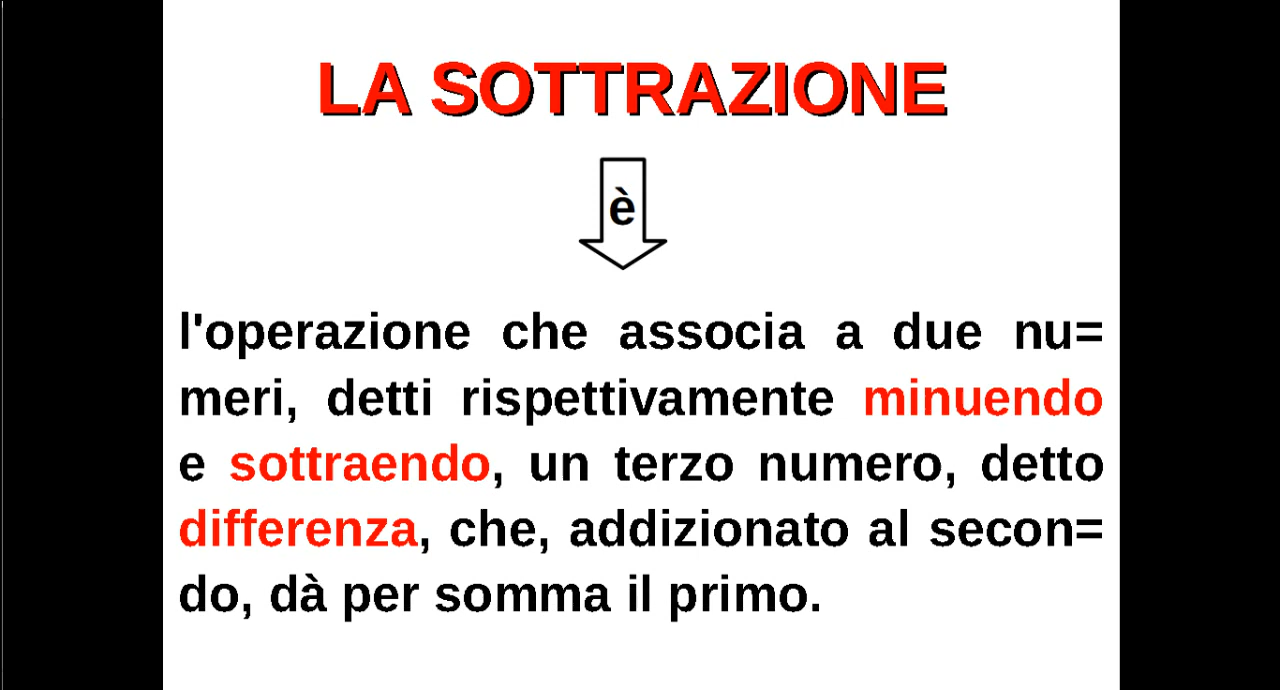 LA SOTTRAZIONE
è
l'operazione che associa a due nu=
meri, detti rispettivamente minuendo
e sottraendo, un terzo numero, detto
differenza, che, addizionato al secon=
do, dà per somma il primo.